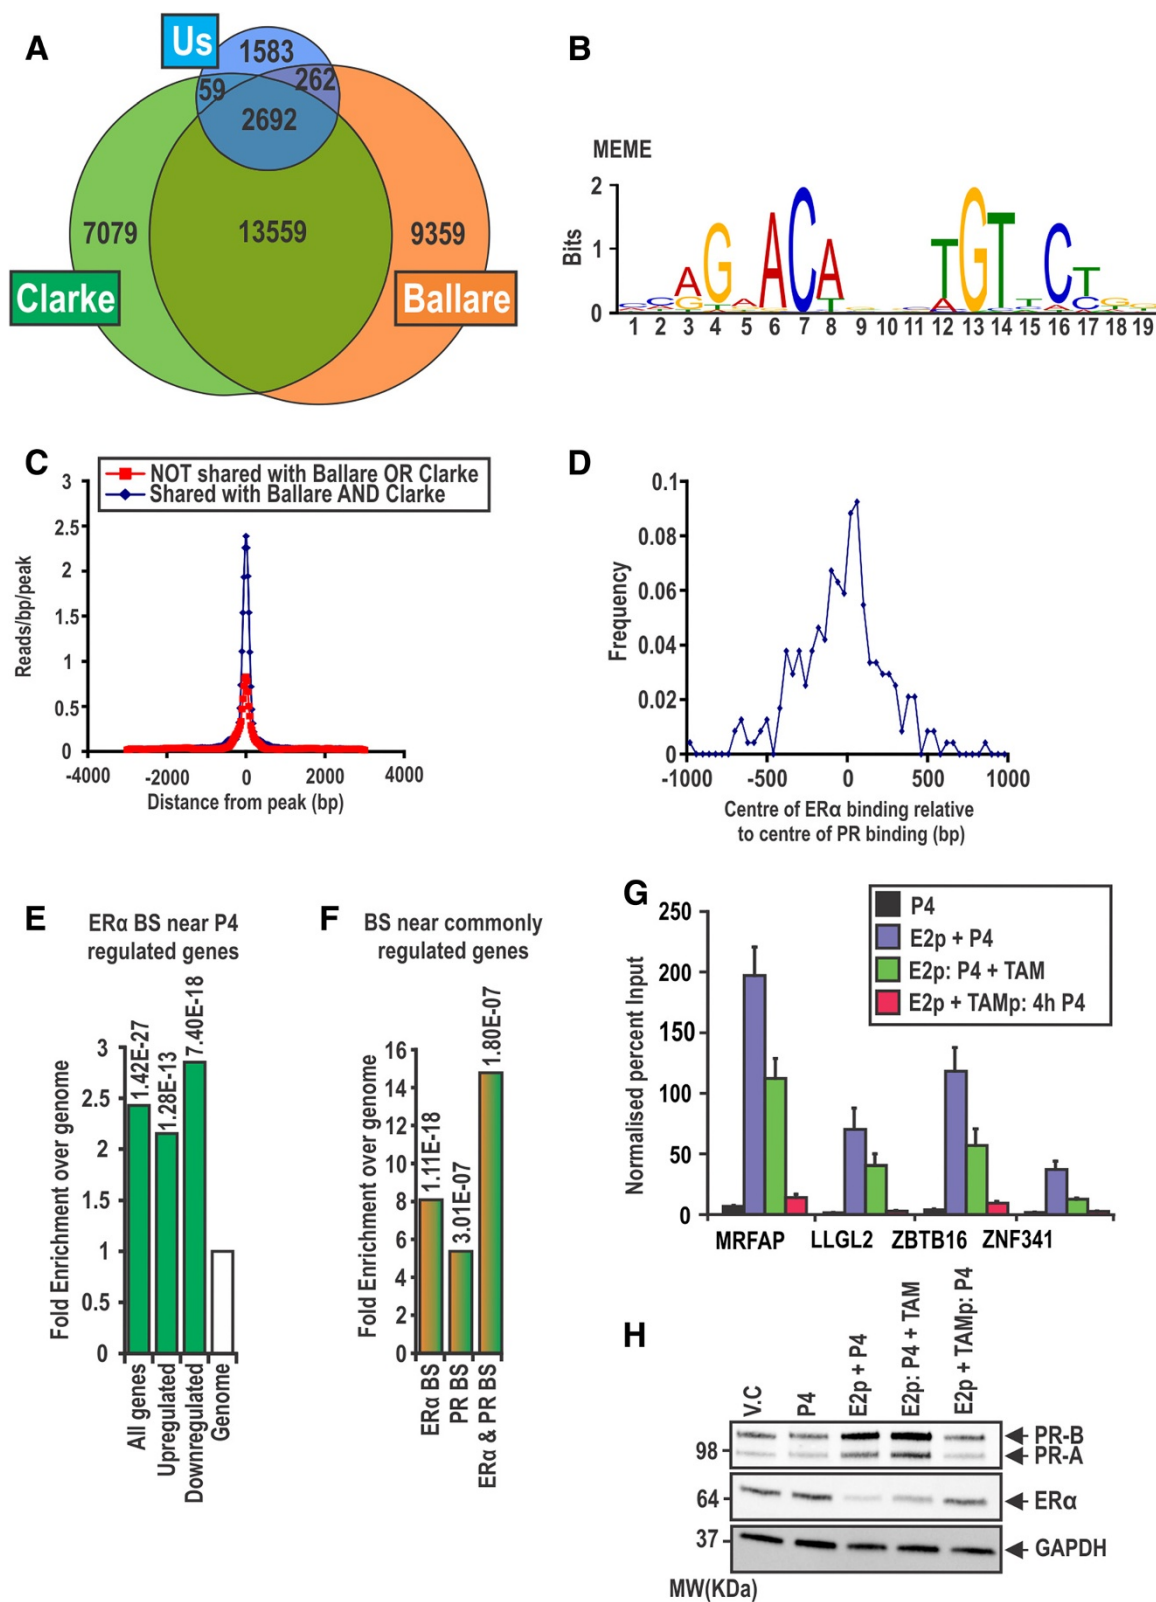 A
Us
1583
59
262
2692
7079
13559
9359
Clarke
Ballare
B
MEME
2
Bits
1
0
AG ACA TGT CT
1 2 3 4 5 6 7 8 9 10 11 12 13 14 15 16 17 18 19
C
NOT shared with Ballare OR Clarke
Shared with Ballare AND Clarke
3
2.5
2
1.5
1
0.5
0
Reads/bp/peak
-4000 -2000 0 2000 4000
Distance from peak (bp)
D
0.1
0.08
0.06
0.04
0.02
0
Frequency
-1000 -500 0 500 1000
Centre of ERα binding relative
to centre of PR binding (bp)
E
ERα BS near P4
regulated genes
Fold Enrichment over genome
3
2.5
2
1.5
1
0.5
0
1.42E-27
1.28E-13
7.40E-18
All genes
Upregulated
Downregulated
Genome
F
BS near commonly
regulated genes
Fold Enrichment over genome
16
14
12
10
8
6
4
2
0
1.11E-18
3.01E-07
1.80E-07
ERα BS
PR BS
ERα & PR BS
G
P4
E2p + P4
E2p: P4 + TAM
E2p + TAMp: 4h P4
Normalised percent Input
250
200
150
100
50
0
MRFAP LLGL2 ZBTB16 ZNF341
H
V.C
P4
E2p + P4
E2p: P4 + TAM
E2p + TAMp: P4
98
PR-B
PR-A
64
ERα
37
GAPDH
MW(KDa)